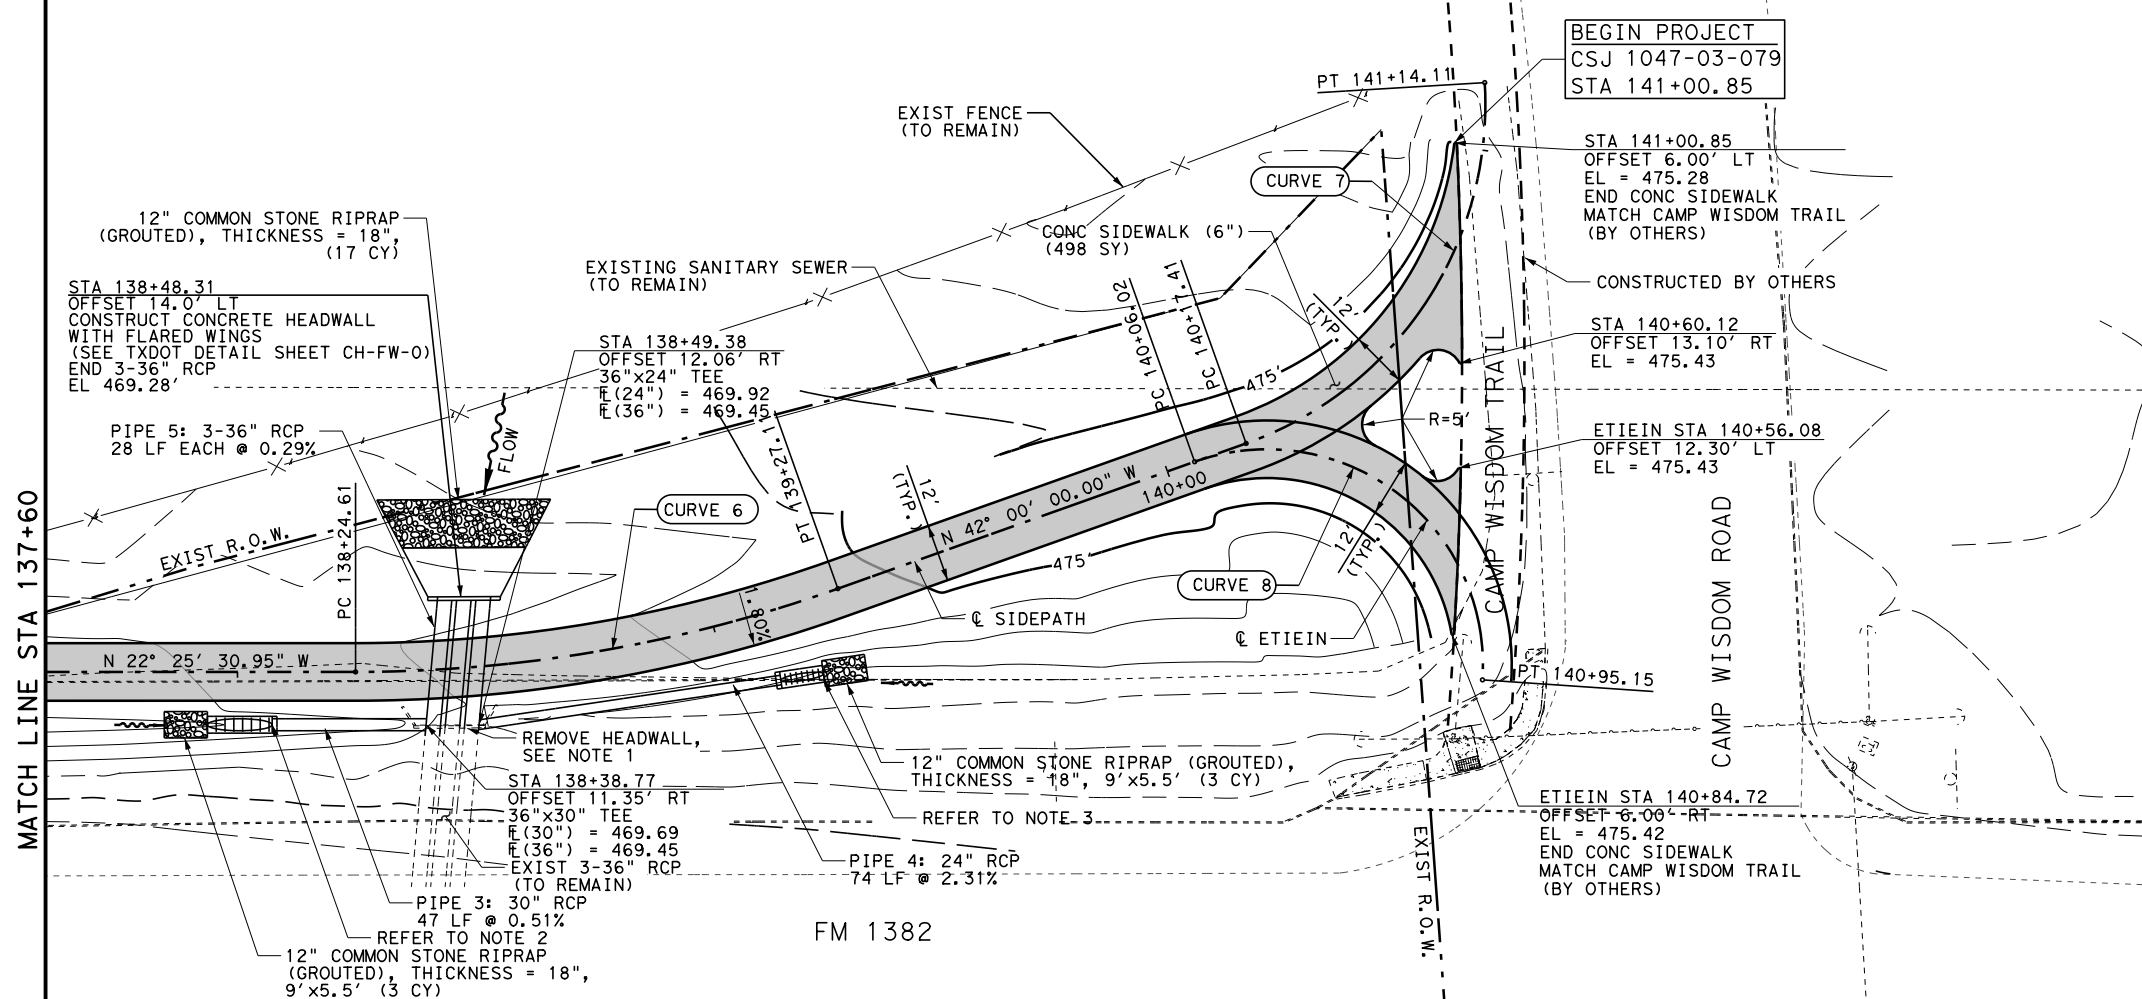 MATCH LINE STA 137+60
12" COMMON STONE RIPRAP
(GROUTED), THICKNESS = 18",
(17 CY)
STA 138+48.31
OFFSET 14.0' LT
CONSTRUCT CONCRETE HEADWALL
WITH FLARED WINGS
(SEE TXDOT DETAIL SHEET CH-FW-0)
END 3-36" RCP
EL 469.28'
PIPE 5: 3-36" RCP
28 LF EACH @ 0.29%
EXIST R.O.W.
PC 138+24.61
FLOW
N 22° 25' 30.95" W
EXISTING SANITARY SEWER
(TO REMAIN)
STA 138+49.38
OFFSET 12.06' RT
36"x24" TEE
FL(24") = 469.92
FL(36") = 469.45
CURVE 6
PT 139+27.1
12'
(TYP.)
N 42° 00' 00.00" W
140+00
EXIST FENCE
(TO REMAIN)
CONC SIDEWALK (6")
(498 SY)
PC 140+06.02
PC 140+17.41
475'
12'
(TYP.)
CURVE 7
PT 141+14.11
BEGIN PROJECT
CSJ 1047-03-079
STA 141+00.85
STA 141+00.85
OFFSET 6.00' LT
EL = 475.28
END CONC SIDEWALK
MATCH CAMP WISDOM TRAIL
(BY OTHERS)
CONSTRUCTED BY OTHERS
STA 140+60.12
OFFSET 13.10' RT
EL = 475.43
R=5'
ETIEIN STA 140+56.08
OFFSET 12.30' LT
EL = 475.43
CAMP WISDOM TRAIL
CAMP WISDOM ROAD
475'
CURVE 8
12'
(TYP.)
CL SIDEPATH
CL ETIEIN
PT 140+95.15
REMOVE HEADWALL,
SEE NOTE 1
STA 138+38.77
OFFSET 11.35' RT
36"x30" TEE
FL(30") = 469.69
FL(36") = 469.45
EXIST 3-36" RCP
(TO REMAIN)
PIPE 3: 30" RCP
47 LF @ 0.51%
REFER TO NOTE 2
12" COMMON STONE RIPRAP
(GROUTED), THICKNESS = 18",
9'x5.5' (3 CY)
12" COMMON STONE RIPRAP (GROUTED),
THICKNESS = 18", 9'x5.5' (3 CY)
REFER TO NOTE 3
PIPE 4: 24" RCP
74 LF @ 2.31%
FM 1382
EXIST R.O.W.
ETIEIN STA 140+84.72
OFFSET 6.00' RT
EL = 475.42
END CONC SIDEWALK
MATCH CAMP WISDOM TRAIL
(BY OTHERS)